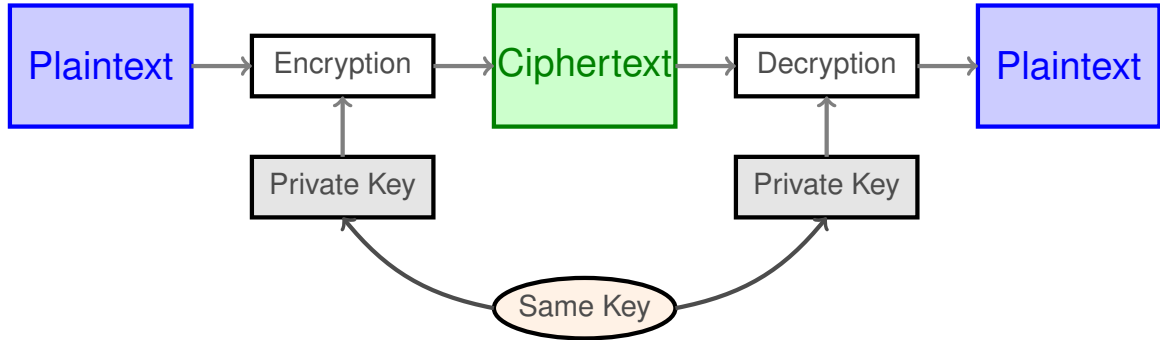 Plaintext
Encryption
Ciphertext
Decryption
Plaintext
Private Key
Private Key
Same Key